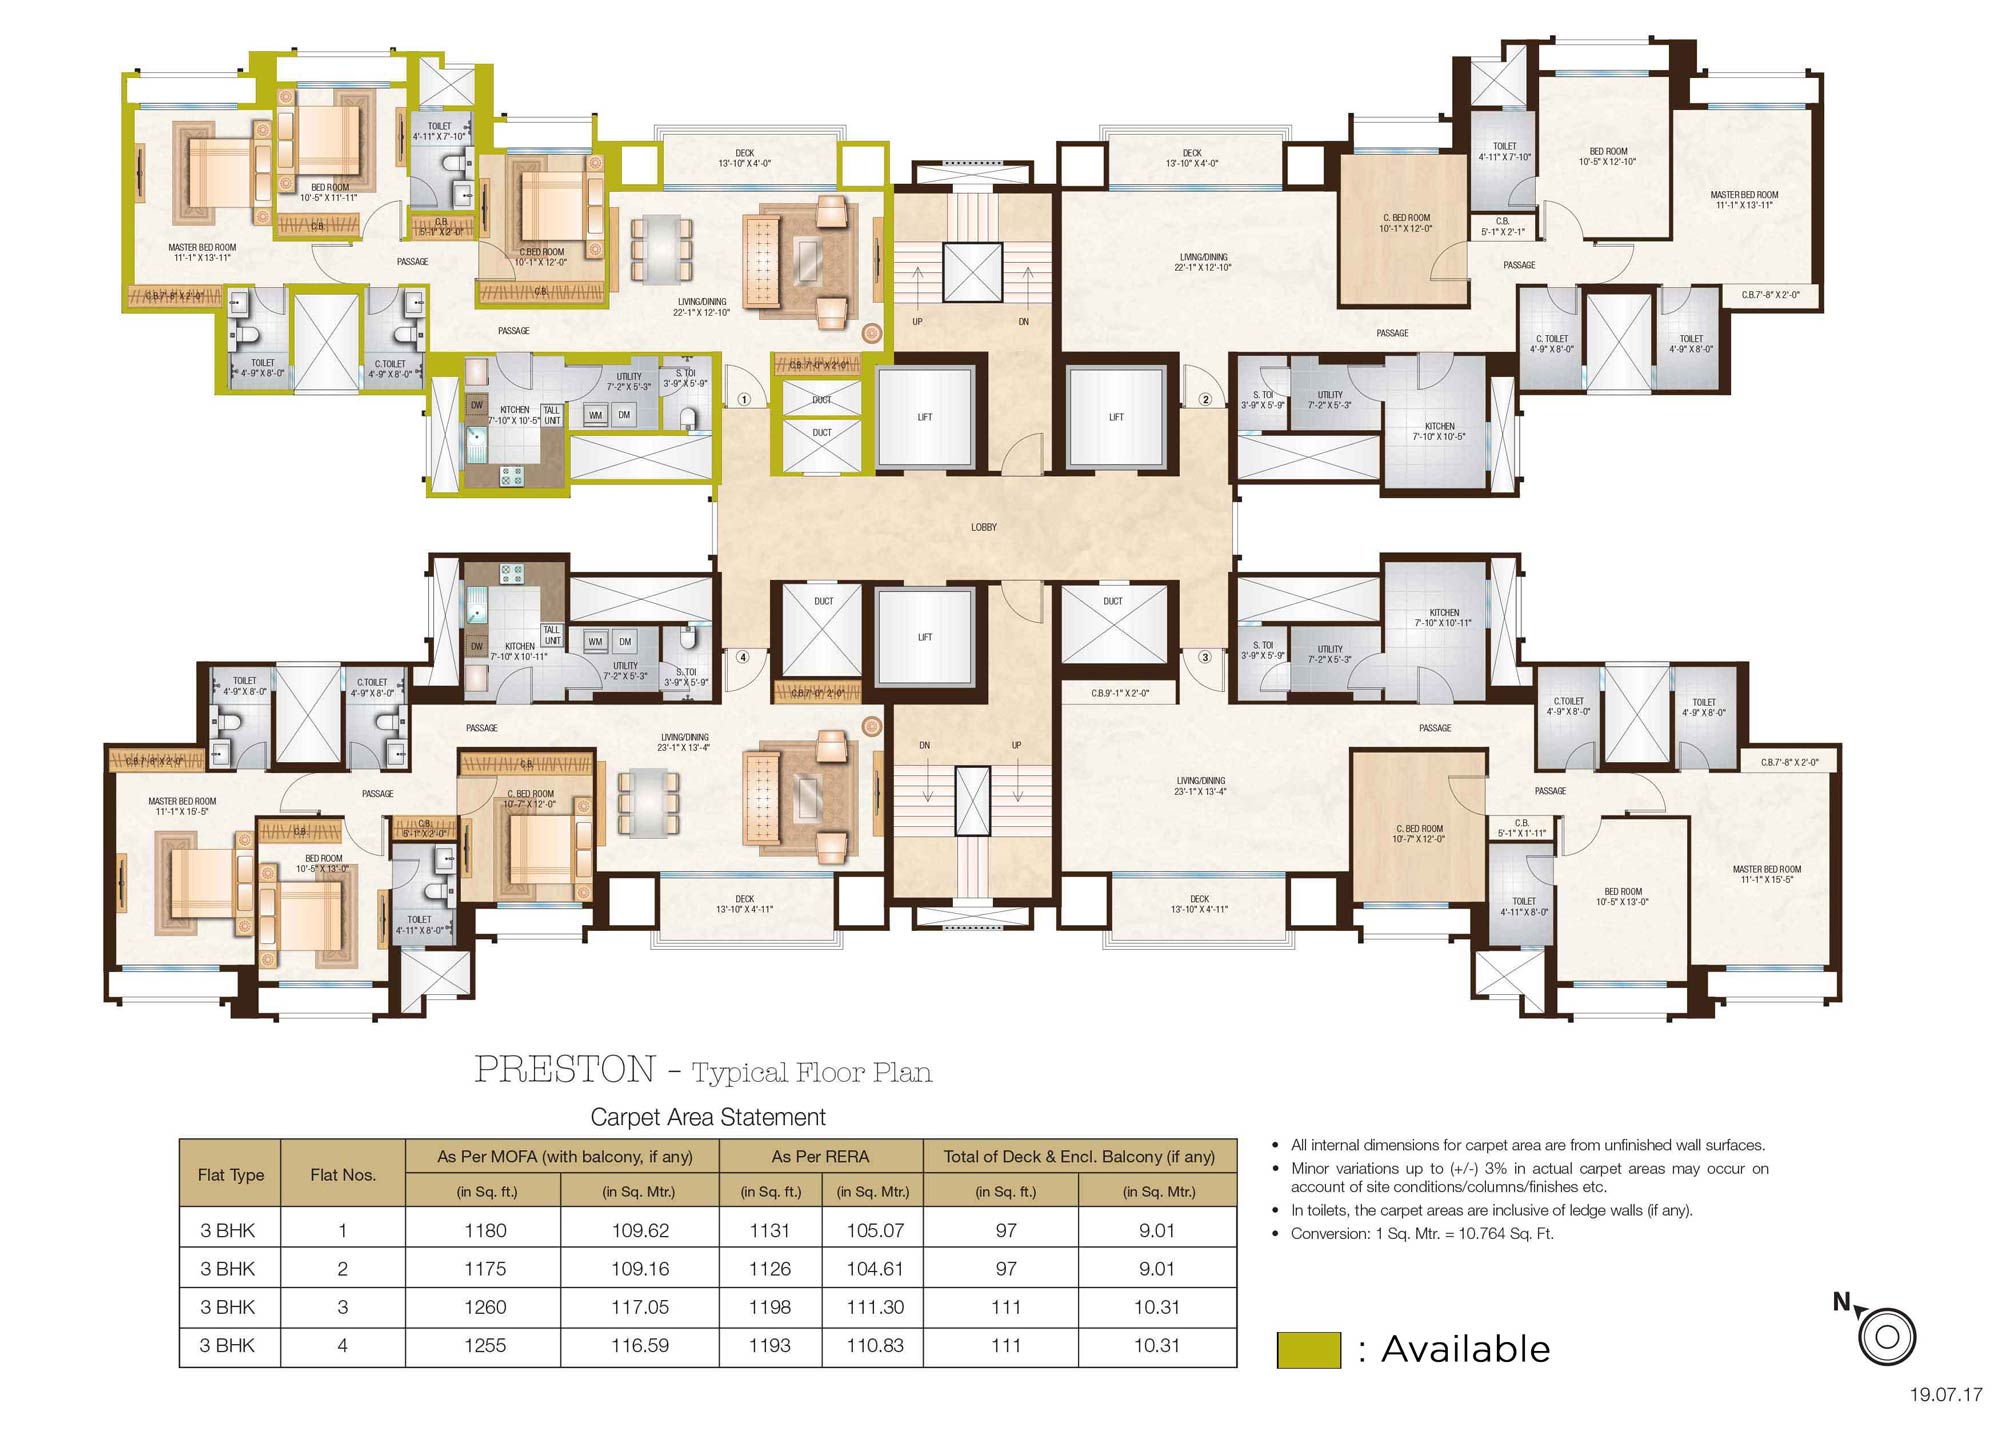 BED ROOM
10'-5" X 11'-11"
TOILET
4'-11" X 7'-10"
C.B.
C.B.
5'-1" X 2'-0"
MASTER BED ROOM
11'-1" X 13'-11"
C.B.7'-8" X 2'-0"
PASSAGE
C.BED ROOM
10'-1" X 12'-0"
C.B.
DECK
13'-10" X 4'-0"
LIVING/DINING
22'-1" X 12'-10"
PASSAGE
TOILET
4'-9" X 8'-0"
C.TOILET
4'-9" X 8'-0"
DW
KITCHEN
7'-10" X 10'-5"
TALL
UNIT
UTILITY
7'-2" X 5'-3"
WM
DM
S. TOI
3'-9" X 5'-9"
C.B.7'-0" X 2'-0"
1
DUCT
DUCT
UP
DN
LIFT
LIFT
DECK
13'-10" X 4'-0"
LIVING/DINING
22'-1" X 12'-10"
C. BED ROOM
10'-1" X 12'-0"
TOILET
4'-11" X 7'-10"
BED ROOM
10'-5" X 12'-10"
MASTER BED ROOM
11'-1" X 13'-11"
C.B.
5'-1" X 2'-1"
PASSAGE
C.B.7'-8" X 2'-0"
PASSAGE
C. TOILET
4'-9" X 8'-0"
TOILET
4'-9" X 8'-0"
2
S. TOI
3'-9" X 5'-9"
UTILITY
7'-2" X 5'-3"
KITCHEN
7'-10" X 10'-5"
LOBBY
TALL
UNIT
DW
KITCHEN
7'-10" X 10'-11"
WM
DM
UTILITY
7'-2" X 5'-3"
S. TOI
3'-9" X 5'-9"
4
DUCT
LIFT
C.B.7'-0" 2'-0"
TOILET
4'-9" X 8'-0"
C.TOILET
4'-9" X 8'-0"
PASSAGE
LIVING/DINING
23'-1" X 13'-4"
C.B.7'-8" X 2'-0"
MASTER BED ROOM
11'-1" X 15'-5"
PASSAGE
C.B.
C. BED ROOM
10'-7" X 12'-0"
C.B.
C.B.
5'-1" X 2'-0"
BED ROOM
10'-5" X 13'-0"
TOILET
4'-11" X 8'-0"
DECK
13'-10" X 4'-11"
DN
UP
DUCT
3
C.B.9'-1" X 2'-0"
S. TOI
3'-9" X 5'-9"
UTILITY
7'-2" X 5'-3"
KITCHEN
7'-10" X 10'-11"
PASSAGE
C.TOILET
4'-9" X 8'-0"
TOILET
4'-9" X 8'-0"
LIVING/DINING
23'-1" X 13'-4"
C.B.7'-8" X 2'-0"
PASSAGE
C. BED ROOM
10'-7" X 12'-0"
C.B.
5'-1" X 1'-11"
MASTER BED ROOM
11'-1" X 15'-5"
BED ROOM
10'-5" X 13'-0"
TOILET
4'-11" X 8'-0"
DECK
13'-10" X 4'-11"
PRESTON - Typical Floor Plan
Carpet Area Statement
Flat Type Flat Nos. As Per MOFA (with balcony, if any) As Per RERA Total of Deck & Encl. Balcony (if any)
(in Sq. ft.) (in Sq. Mtr.) (in Sq. ft.) (in Sq. Mtr.) (in Sq. ft.) (in Sq. Mtr.)
3 BHK 1 1180 109.62 1131 105.07 97 9.01
3 BHK 2 1175 109.16 1126 104.61 97 9.01
3 BHK 3 1260 117.05 1198 111.30 111 10.31
3 BHK 4 1255 116.59 1193 110.83 111 10.31
• All internal dimensions for carpet area are from unfinished wall surfaces.
• Minor variations up to (+/-) 3% in actual carpet areas may occur on
account of site conditions/columns/finishes etc.
• In toilets, the carpet areas are inclusive of ledge walls (if any).
• Conversion: 1 Sq. Mtr. = 10.764 Sq. Ft.
: Available
N
19.07.17